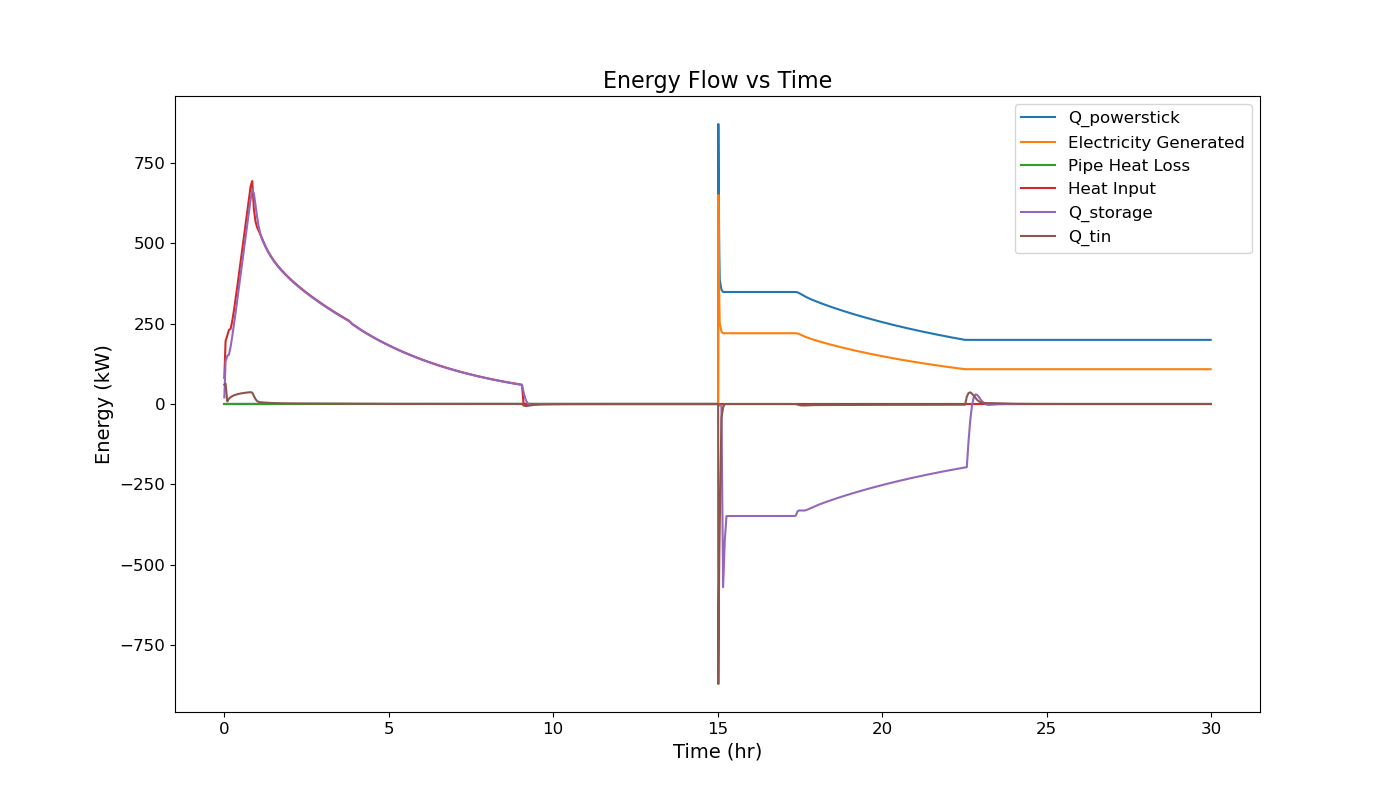 Energy Flow vs Time
Q_powerstick
Electricity Generated
Pipe Heat Loss
Heat Input
Q_storage
Q_tin
Energy (kW)
750
500
250
0
−250
−500
−750
0 5 10 15 20 25 30
Time (hr)